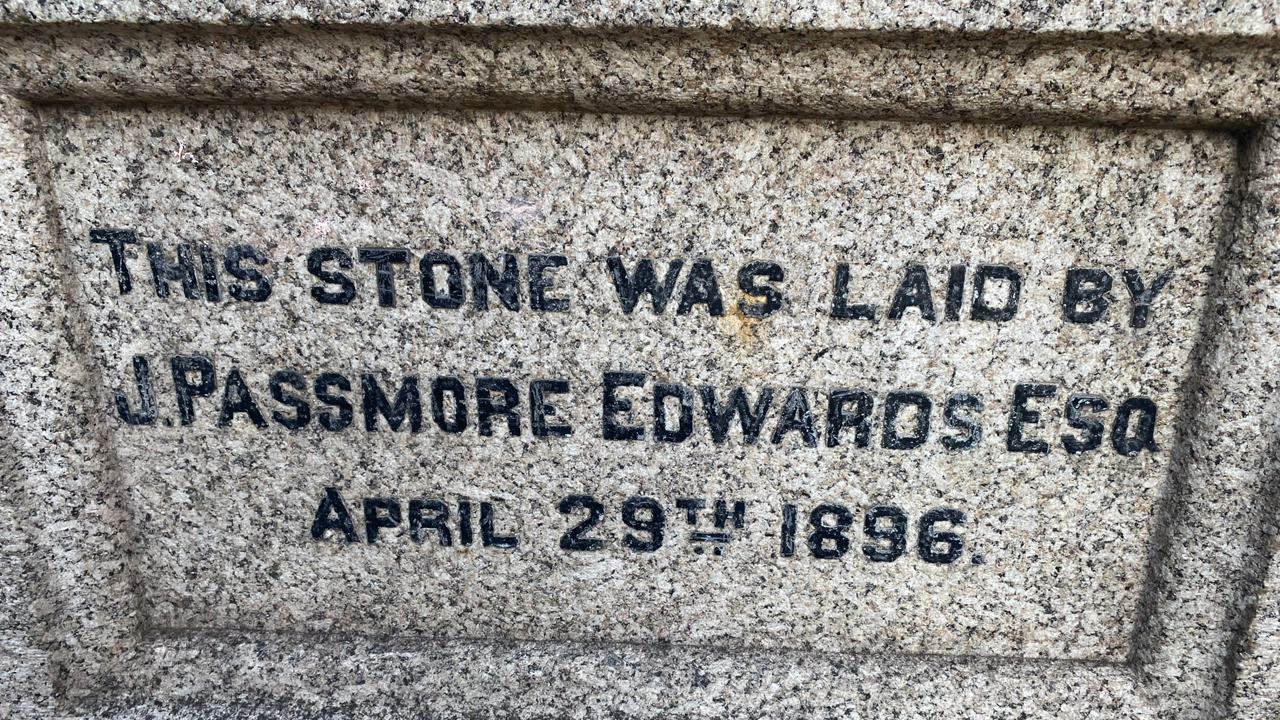 THIS STONE WAS LAID BY
J. PASSMORE EDWARDS ESQ
APRIL 29TH 1896.